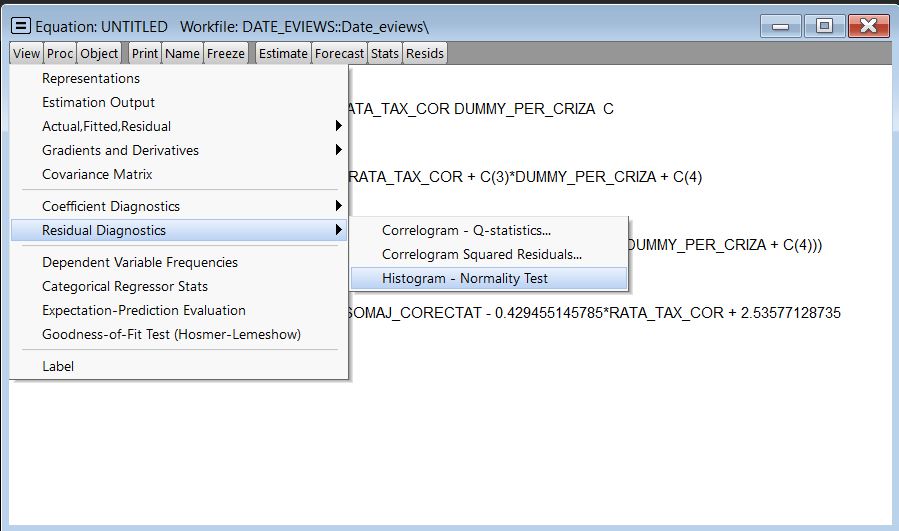 Equation: UNTITLED Workfile: DATE_EVIEWS::Date_eviews\
View Proc Object Print Name Freeze Estimate Forecast Stats Resids
Representations
Estimation Output
Actual,Fitted,Residual
Gradients and Derivatives
Covariance Matrix
Coefficient Diagnostics
Residual Diagnostics
Dependent Variable Frequencies
Categorical Regressor Stats
Expectation-Prediction Evaluation
Goodness-of-Fit Test (Hosmer-Lemeshow)
Label
Correlogram - Q-statistics...
Correlogram Squared Residuals...
Histogram - Normality Test
ATA_TAX_COR DUMMY_PER_CRIZA C
RATA_TAX_COR + C(3)*DUMMY_PER_CRIZA + C(4)
DUMMY_PER_CRIZA + C(4)))
SOMAJ_CORECTAT - 0.429455145785*RATA_TAX_COR + 2.53577128735